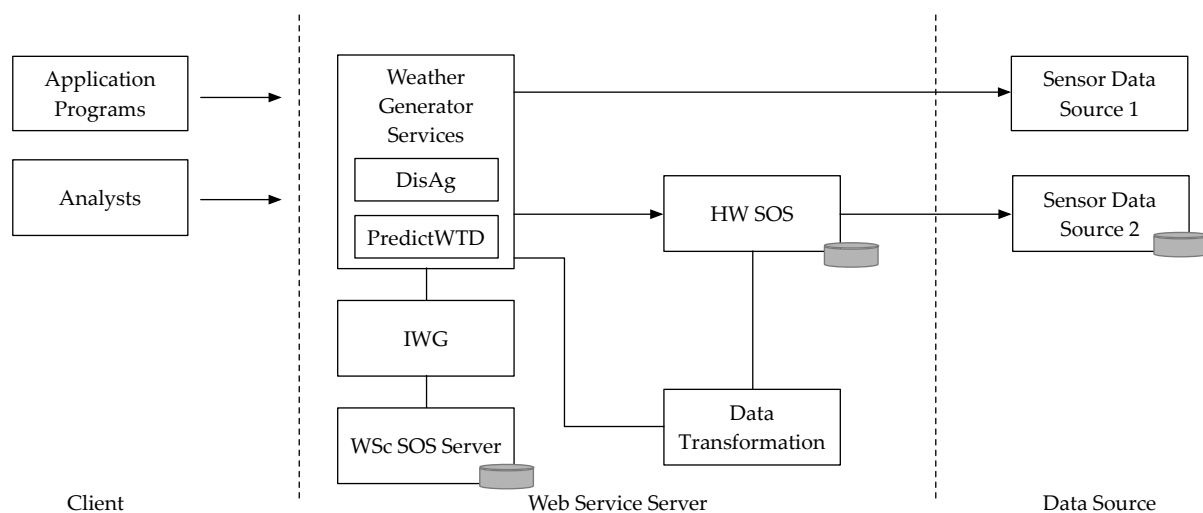 Application
Programs
Analysts
Client
Weather
Generator
Services
DisAg
PredictWTD
IWG
WSc SOS Server
HW SOS
Data
Transformation
Web Service Server
Sensor Data
Source 1
Sensor Data
Source 2
Data Source